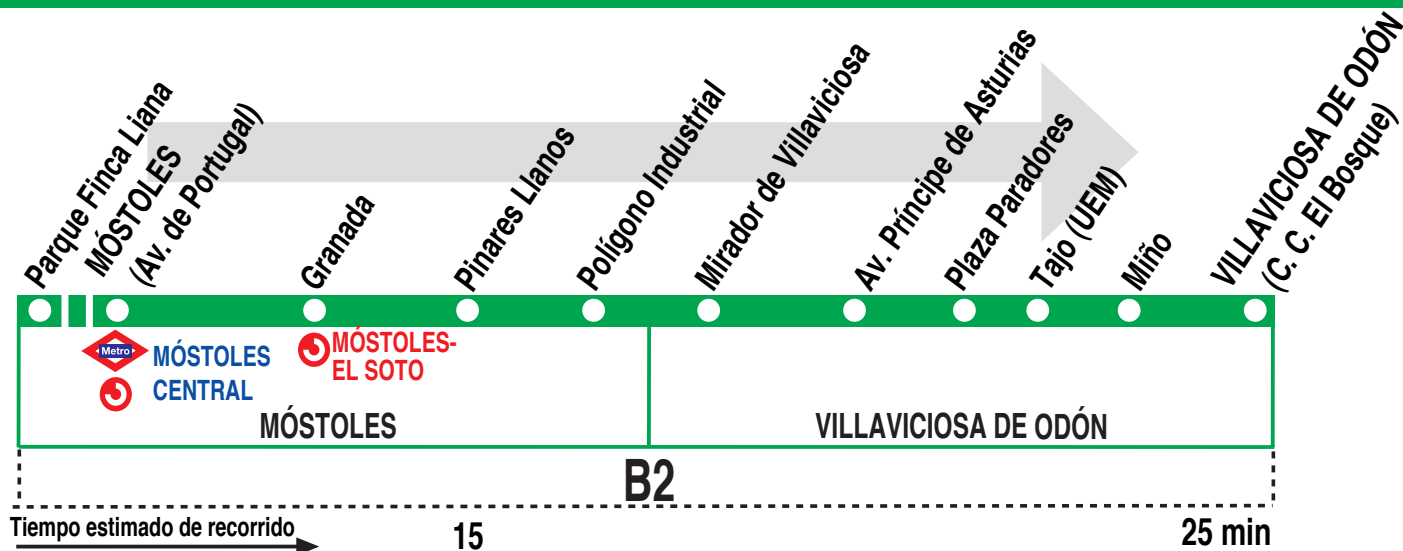 Parque Finca Liana
MÓSTOLES
(Av. de Portugal)
Granada
Pinares Llanos
Polígono Industrial
Mirador de Villaviciosa
Av. Príncipe de Asturias
Plaza Paradores
Tajo (UEM)
Miño
VILLAVICIOSA DE ODÓN
(C. C. El Bosque)
Metro
MÓSTOLES
CENTRAL
MÓSTOLES-
EL SOTO
MÓSTOLES
VILLAVICIOSA DE ODÓN
B2
Tiempo estimado de recorrido
15
25 min